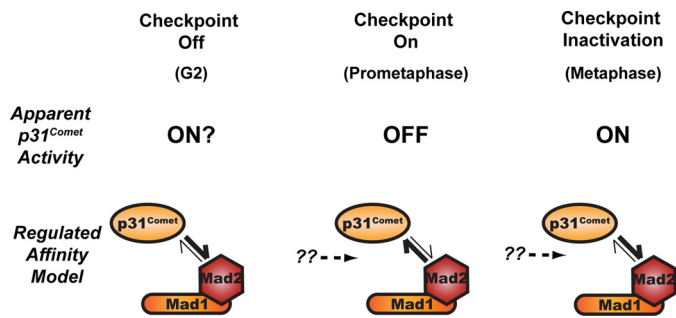 Checkpoint
Off
(G2)
Checkpoint
On
(Prometaphase)
Checkpoint
Inactivation
(Metaphase)
Apparent
p31Comet
Activity
ON?
OFF
ON
Regulated
Affinity
Model
p31Comet
Mad2
Mad1
??
p31Comet
Mad2
Mad1
??
p31Comet
Mad2
Mad1